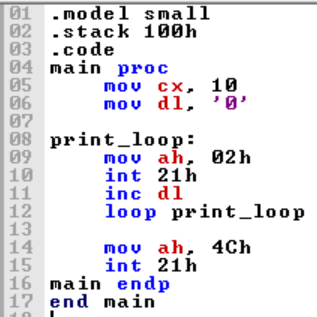 01 .model small
02 .stack 100h
03 .code
04 main proc
05     mov cx, 10
06     mov dl, '0'
07
08 print_loop:
09     mov ah, 02h
10     int 21h
11     inc dl
12     loop print_loop
13
14     mov ah, 4Ch
15     int 21h
16 main endp
17 end main